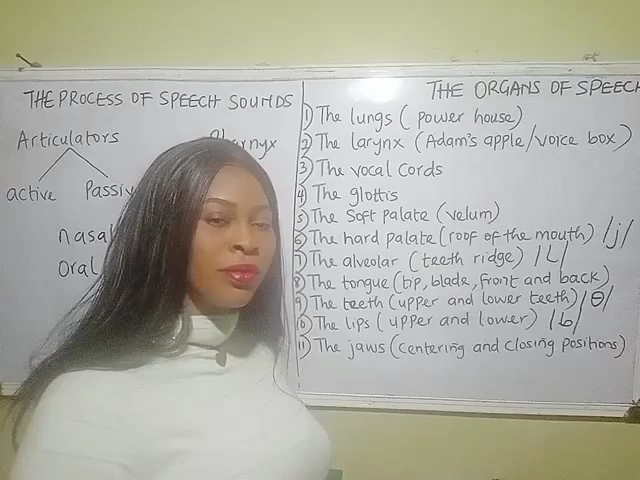 THE PROCESS OF SPEECH SOUNDS
Articulators
active
nasal
oral
THE ORGANS OF SPEECH
1) The lungs ( power house)
2) The larynx (Adam's apple/voice box)
3) The vocal cords
4) The glottis
5) The soft palate (velum)
6) The hard palate (roof of the mouth) /j/
7) The alveolar (teeth ridge) /L/
8) The tongue (tip, blade, front and back)
9) The teeth (upper and lower teeth) /θ/
10) The lips (upper and lower) /b/
11) The jaws (centering and closing positions)